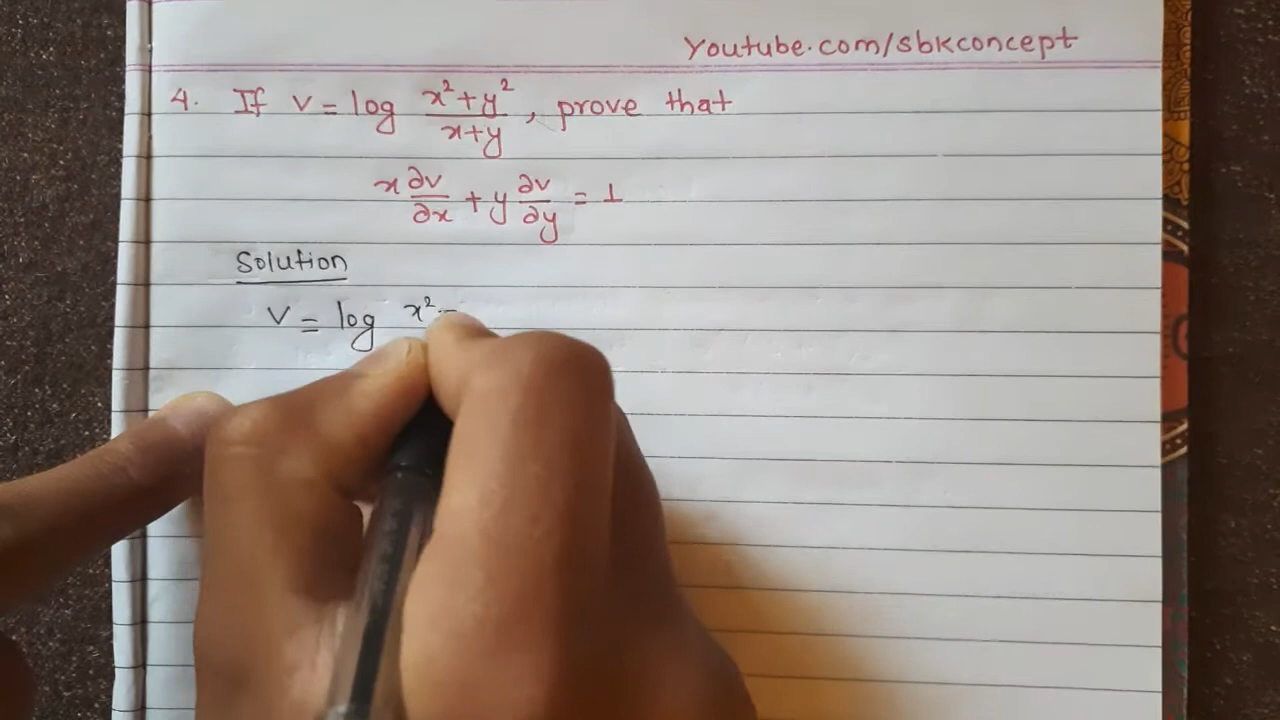 Youtube.com/sbkconcept
4. If v = log (x²+y²)/(x+y), prove that
x ∂v/∂x + y ∂v/∂y = 1
Solution
V = log x²